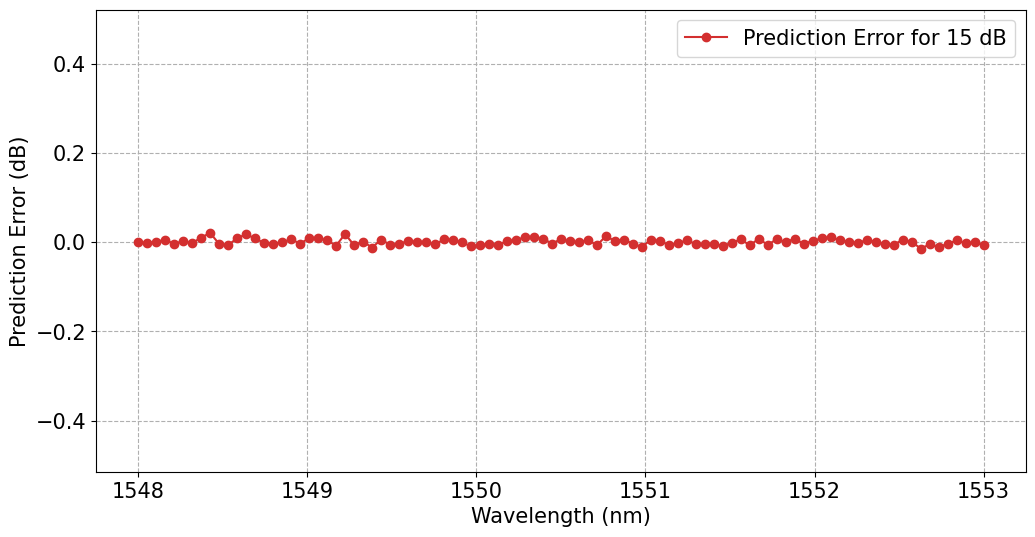 Prediction Error for 15 dB
Prediction Error (dB)
0.4
0.2
0.0
−0.2
−0.4
1548 1549 1550 1551 1552 1553
Wavelength (nm)